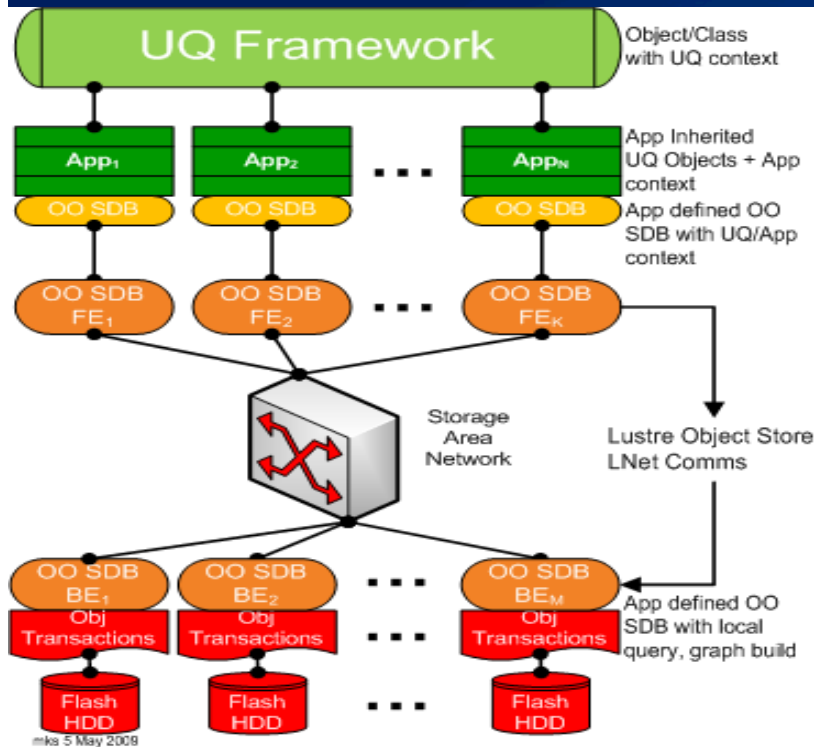 UQ Framework
Object/Class
with UQ context
App1
App2
AppN
App Inherited
UQ Objects + App
context
OO SDB
OO SDB
OO SDB
App defined OO
SDB with UQ/App
context
OO SDB
FE1
OO SDB
FE2
OO SDB
FEK
Storage
Area
Network
Lustre Object Store
LNet Comms
OO SDB
BE1
OO SDB
BE2
OO SDB
BEM
App defined OO
SDB with local
query, graph build
Obj
Transactions
Obj
Transactions
Obj
Transactions
Flash
HDD
Flash
HDD
Flash
HDD
mks 5 May 2009